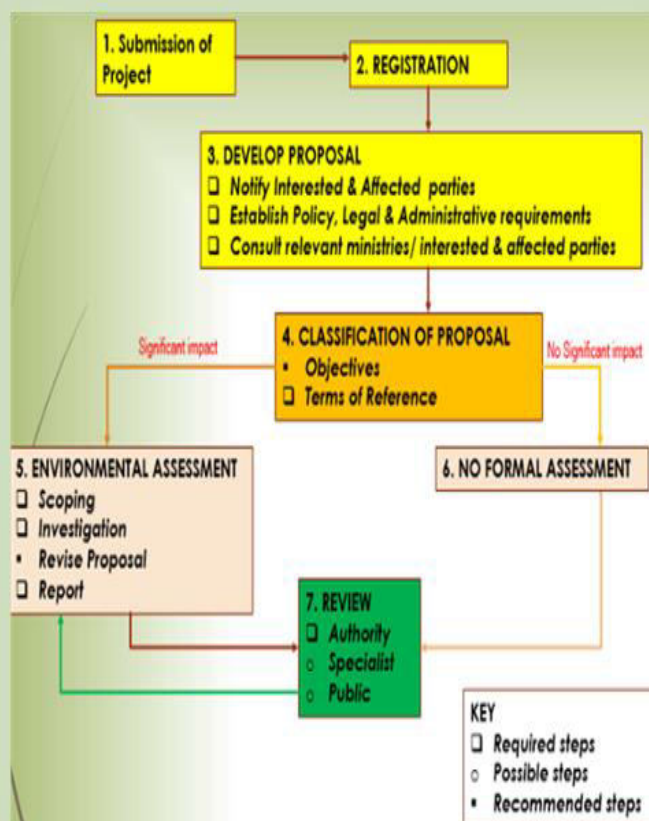 1. Submission of
Project
2. REGISTRATION
3. DEVELOP PROPOSAL
❑ Notify Interested & Affected parties
❑ Establish Policy, Legal & Administrative requirements
❑ Consult relevant ministries/ interested & affected parties
4. CLASSIFICATION OF PROPOSAL
▪ Objectives
❑ Terms of Reference
Significant impact
No Significant impact
5. ENVIRONMENTAL ASSESSMENT
❑ Scoping
❑ Investigation
▪ Revise Proposal
❑ Report
6. NO FORMAL ASSESSMENT
7. REVIEW
❑ Authority
○ Specialist
○ Public
KEY
❑ Required steps
○ Possible steps
▪ Recommended steps